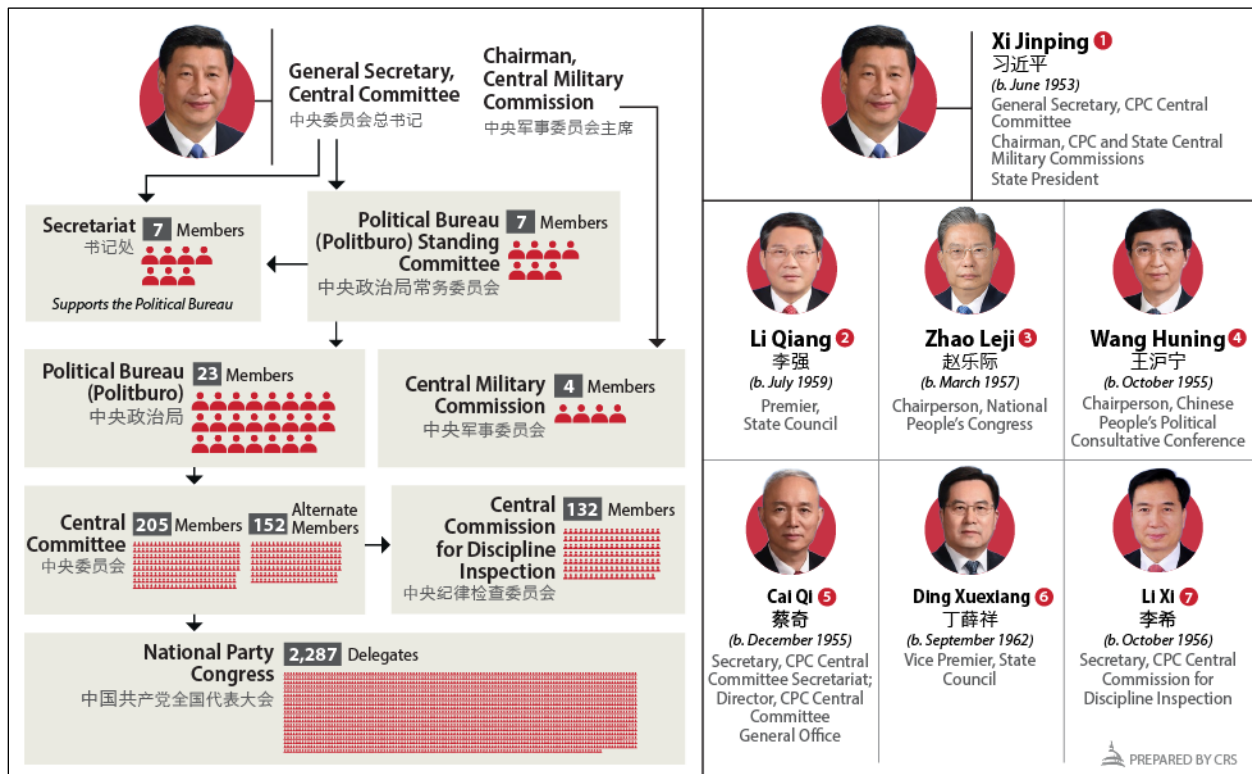 General Secretary,
Central Committee
中央委员会总书记
Chairman,
Central Military
Commission
中央军事委员会主席
Secretariat
书记处
7 Members
Supports the Political Bureau
Political Bureau
(Politburo) Standing
Committee
中央政治局常务委员会
7 Members
Political Bureau
(Politburo)
中央政治局
23 Members
Central Military
Commission
中央军事委员会
4 Members
Central
Committee
中央委员会
205 Members
152 Alternate
Members
Central
Commission
for Discipline
Inspection
中央纪律检查委员会
132 Members
National Party
Congress
中国共产党全国代表大会
2,287 Delegates
Xi Jinping 1
习近平
(b. June 1953)
General Secretary, CPC Central
Committee
Chairman, CPC and State Central
Military Commissions
State President
Li Qiang 2
李强
(b. July 1959)
Premier,
State Council
Zhao Leji 3
赵乐际
(b. March 1957)
Chairperson, National
People's Congress
Wang Huning 4
王沪宁
(b. October 1955)
Chairperson, Chinese
People's Political
Consultative Conference
Cai Qi 5
蔡奇
(b. December 1955)
Secretary, CPC Central
Committee Secretariat;
Director, CPC Central
Committee
General Office
Ding Xuexiang 6
丁薛祥
(b. September 1962)
Vice Premier, State
Council
Li Xi 7
李希
(b. October 1956)
Secretary, CPC Central
Commission for
Discipline Inspection
PREPARED BY CRS